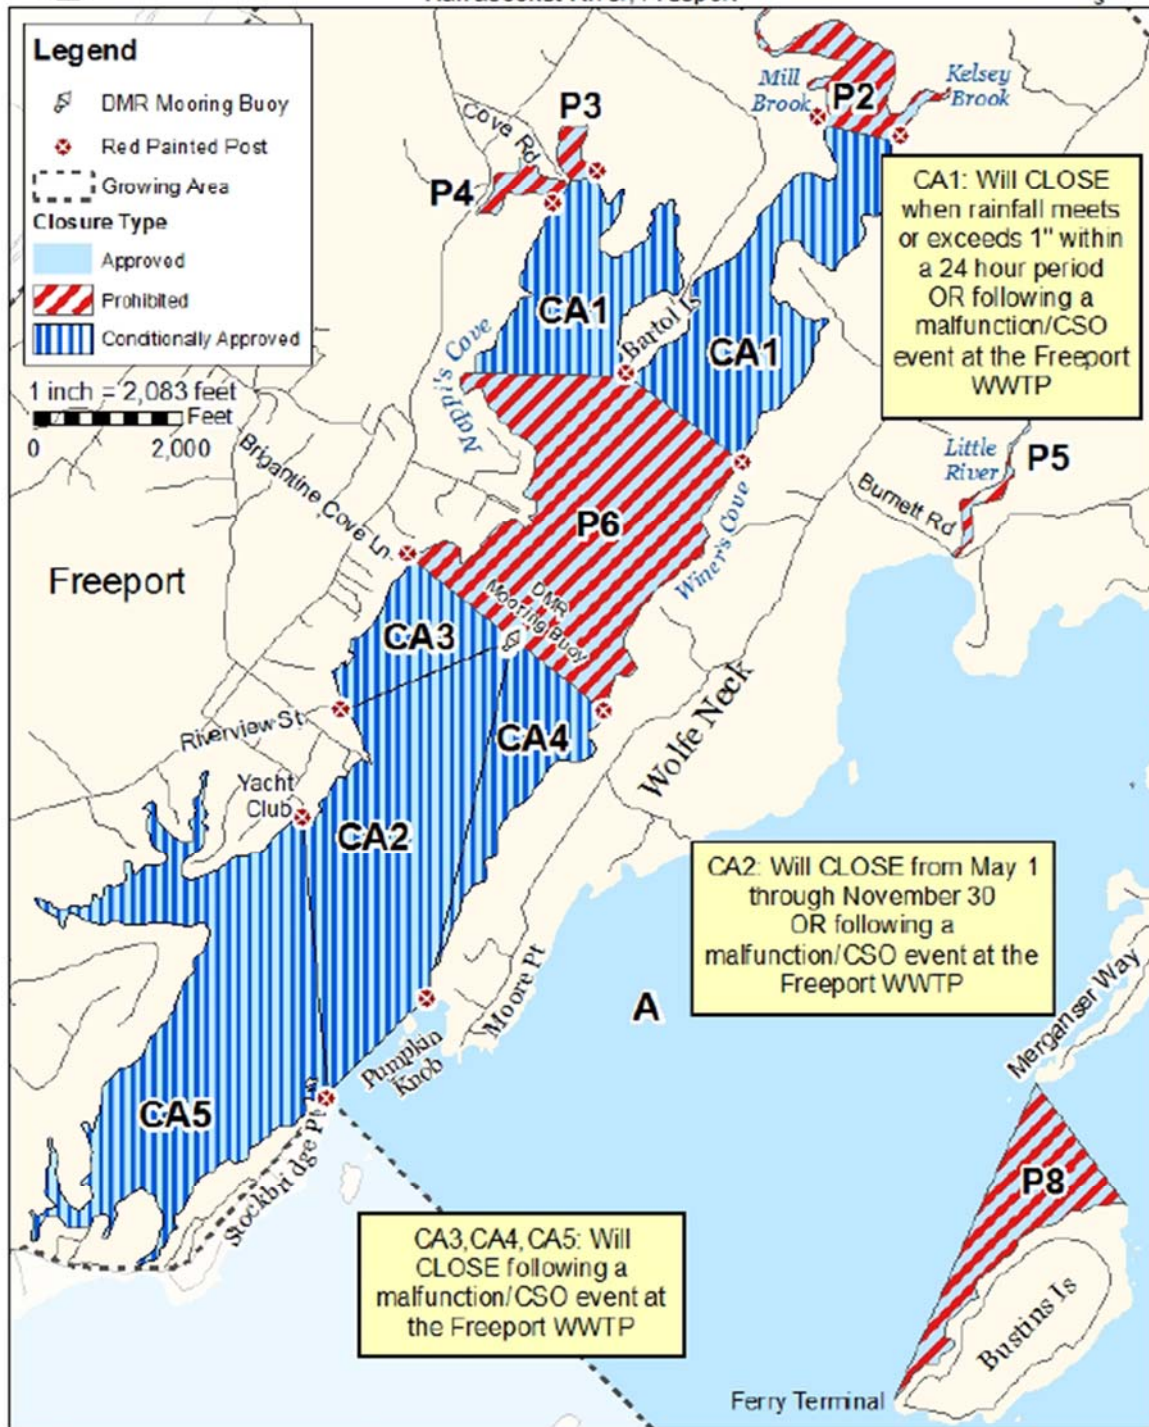 Legend
DMR Mooring Buoy
Red Painted Post
Growing Area
Closure Type
Approved
Prohibited
Conditionally Approved
1 inch = 2,083 feet
Feet
0 2,000
Mill
Brook
P2
Kelsey
Brook
P3
Cove Rd
P4
CA1: Will CLOSE
when rainfall meets
or exceeds 1" within
a 24 hour period
OR following a
malfunction/CSO
event at the Freeport
WWTP
CA1
Bartol Is
CA1
Cove
Brigantine Cove Ln
Little
River
P5
Burnett Rd
P6
Winer's Cove
Freeport
DMR
Mooring Buoy
CA3
CA4
Wolfe Neck
Riverview St
Yacht
Club
CA2
CA2: Will CLOSE from May 1
through November 30
OR following a
malfunction/CSO event at the
Freeport WWTP
Moore Pt
A
Merganser Way
Pumpkin
Knob
CA5
Stockbridge Pt
P8
CA3,CA4,CA5: Will
CLOSE following a
malfunction/CSO event at
the Freeport WWTP
Bustins Is
Ferry Terminal